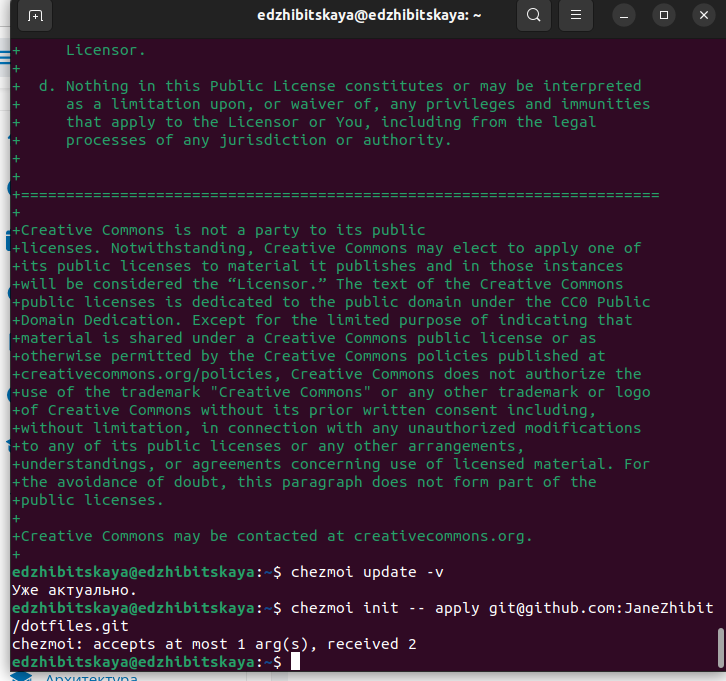 edzhibitskaya@edzhibitskaya: ~
+     Licensor.
+
+  d. Nothing in this Public License constitutes or may be interpreted
+     as a limitation upon, or waiver of, any privileges and immunities
+     that apply to the Licensor or You, including from the legal
+     processes of any jurisdiction or authority.
+
+
+=======================================================================
+
+Creative Commons is not a party to its public
+licenses. Notwithstanding, Creative Commons may elect to apply one of
+its public licenses to material it publishes and in those instances
+will be considered the “Licensor.” The text of the Creative Commons
+public licenses is dedicated to the public domain under the CC0 Public
+Domain Dedication. Except for the limited purpose of indicating that
+material is shared under a Creative Commons public license or as
+otherwise permitted by the Creative Commons policies published at
+creativecommons.org/policies, Creative Commons does not authorize the
+use of the trademark "Creative Commons" or any other trademark or logo
+of Creative Commons without its prior written consent including,
+without limitation, in connection with any unauthorized modifications
+to any of its public licenses or any other arrangements,
+understandings, or agreements concerning use of licensed material. For
+the avoidance of doubt, this paragraph does not form part of the
+public licenses.
+
+Creative Commons may be contacted at creativecommons.org.
+
edzhibitskaya@edzhibitskaya:~$ chezmoi update -v
Уже актуально.
edzhibitskaya@edzhibitskaya:~$ chezmoi init -- apply git@github.com:JaneZhibit
/dotfiles.git
chezmoi: accepts at most 1 arg(s), received 2
edzhibitskaya@edzhibitskaya:~$
Архитектура